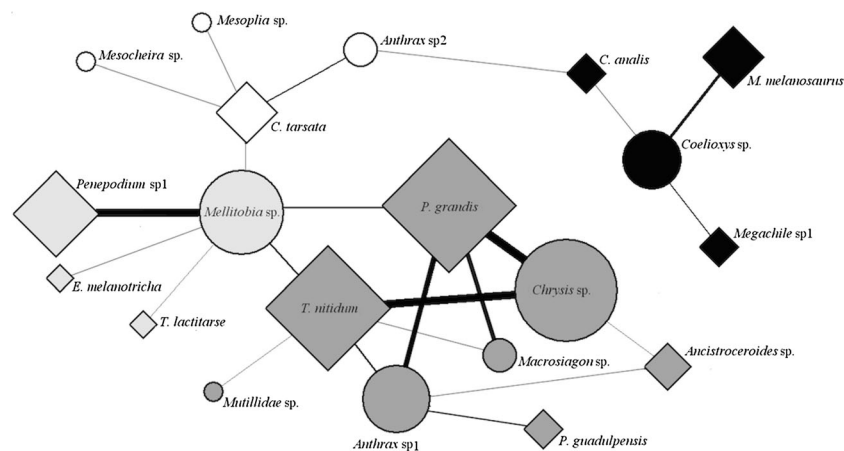 Mesoplia sp.
Mesocheira sp.
Anthrax sp2
C. analis
M. melanosaurus
C. tarsata
Coelioxys sp.
Penepodium sp1
Mellitobia sp.
P. grandis
Megachile sp1
E. melanotricha
T. nitidum
Chrysis sp.
T. lactitarse
Macrosiagon sp.
Ancistroceroides sp.
Mutillidae sp.
Anthrax sp1
P. guadulpensis